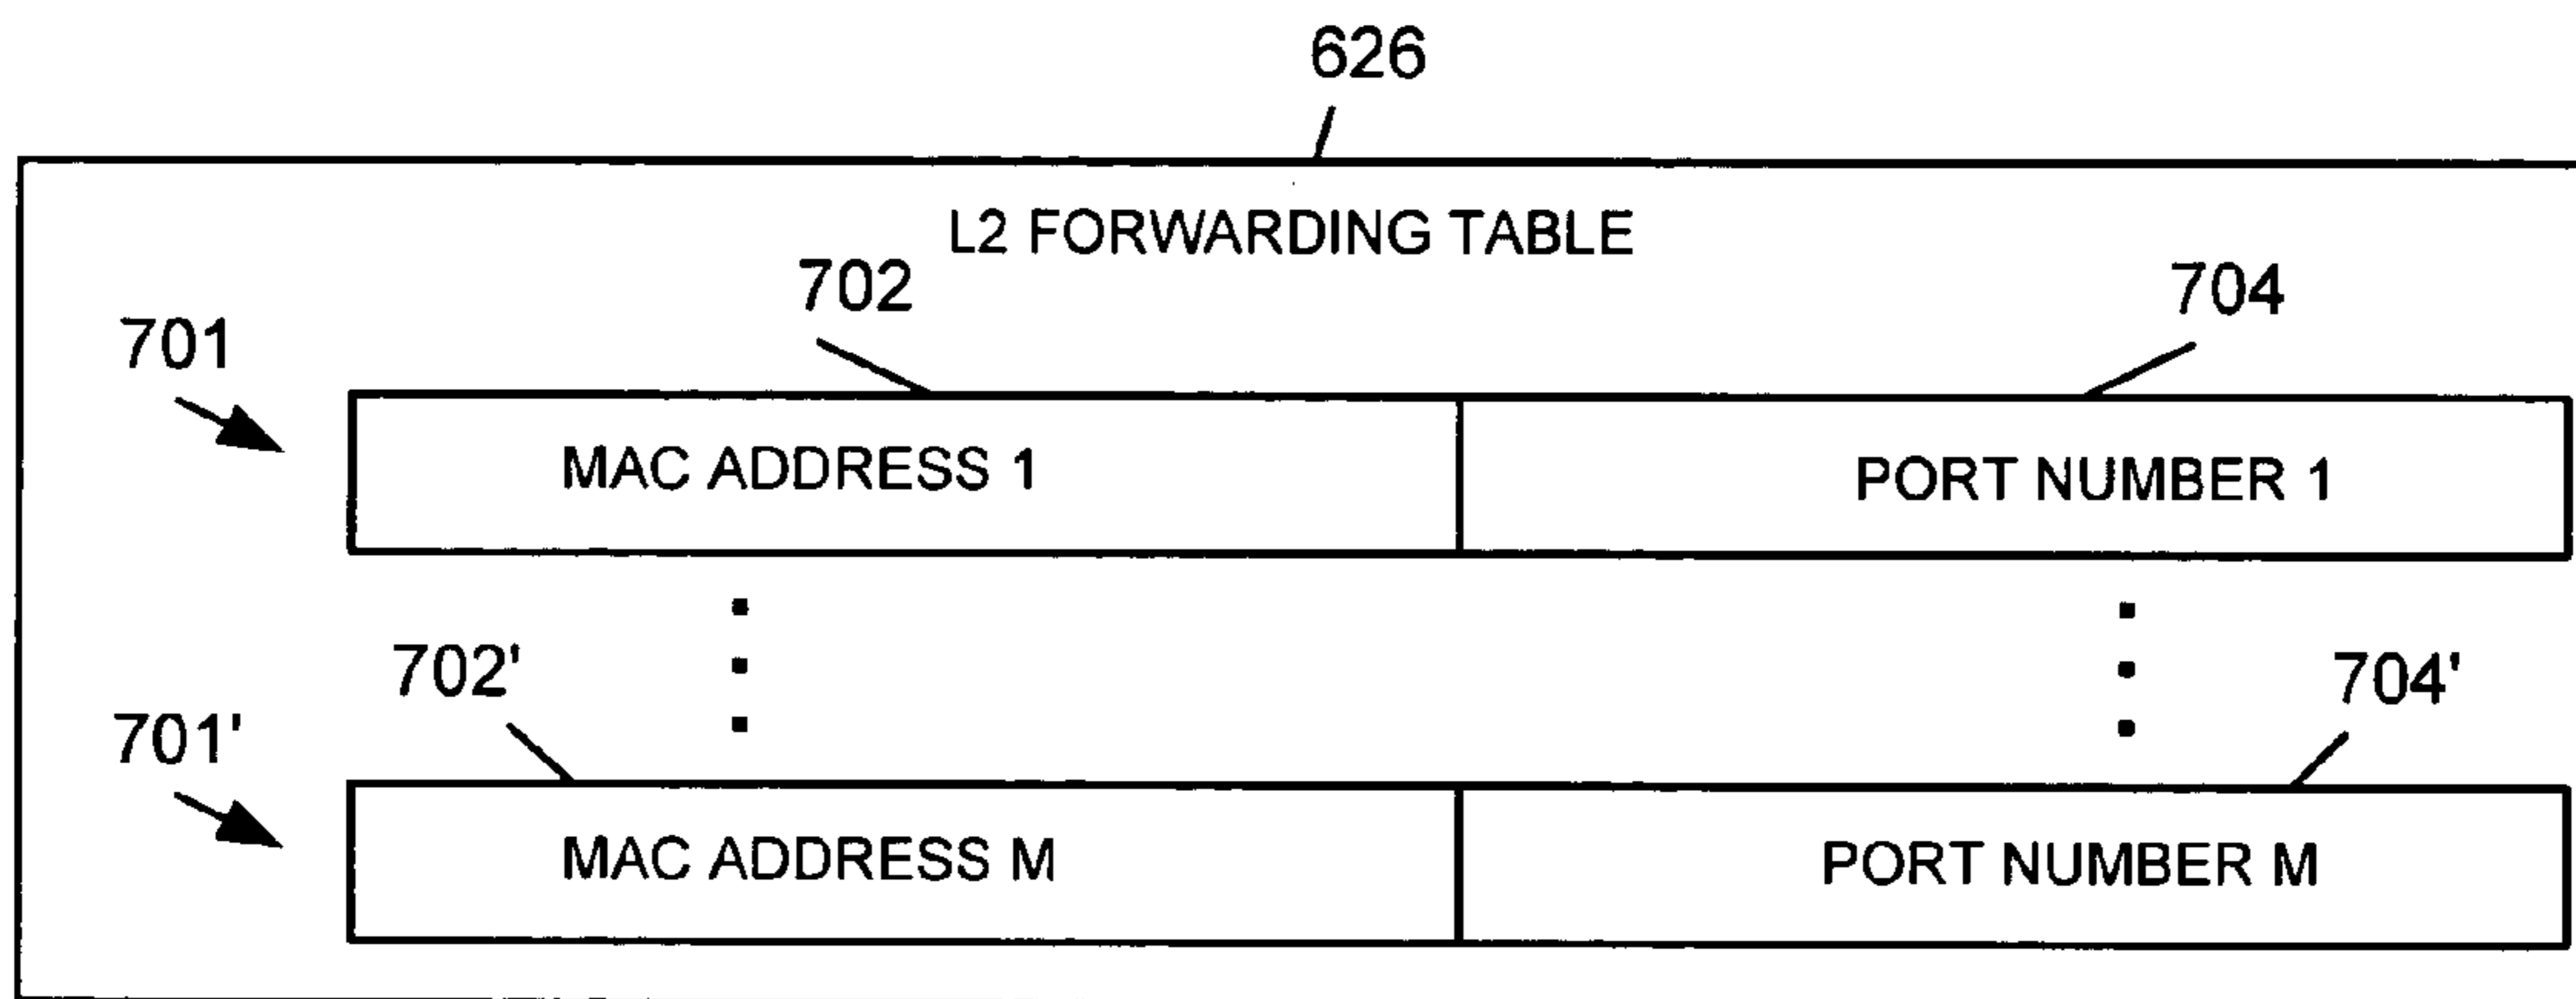 626
L2 FORWARDING TABLE
702
704
701
MAC ADDRESS 1
PORT NUMBER 1
702'
704'
701'
MAC ADDRESS M
PORT NUMBER M